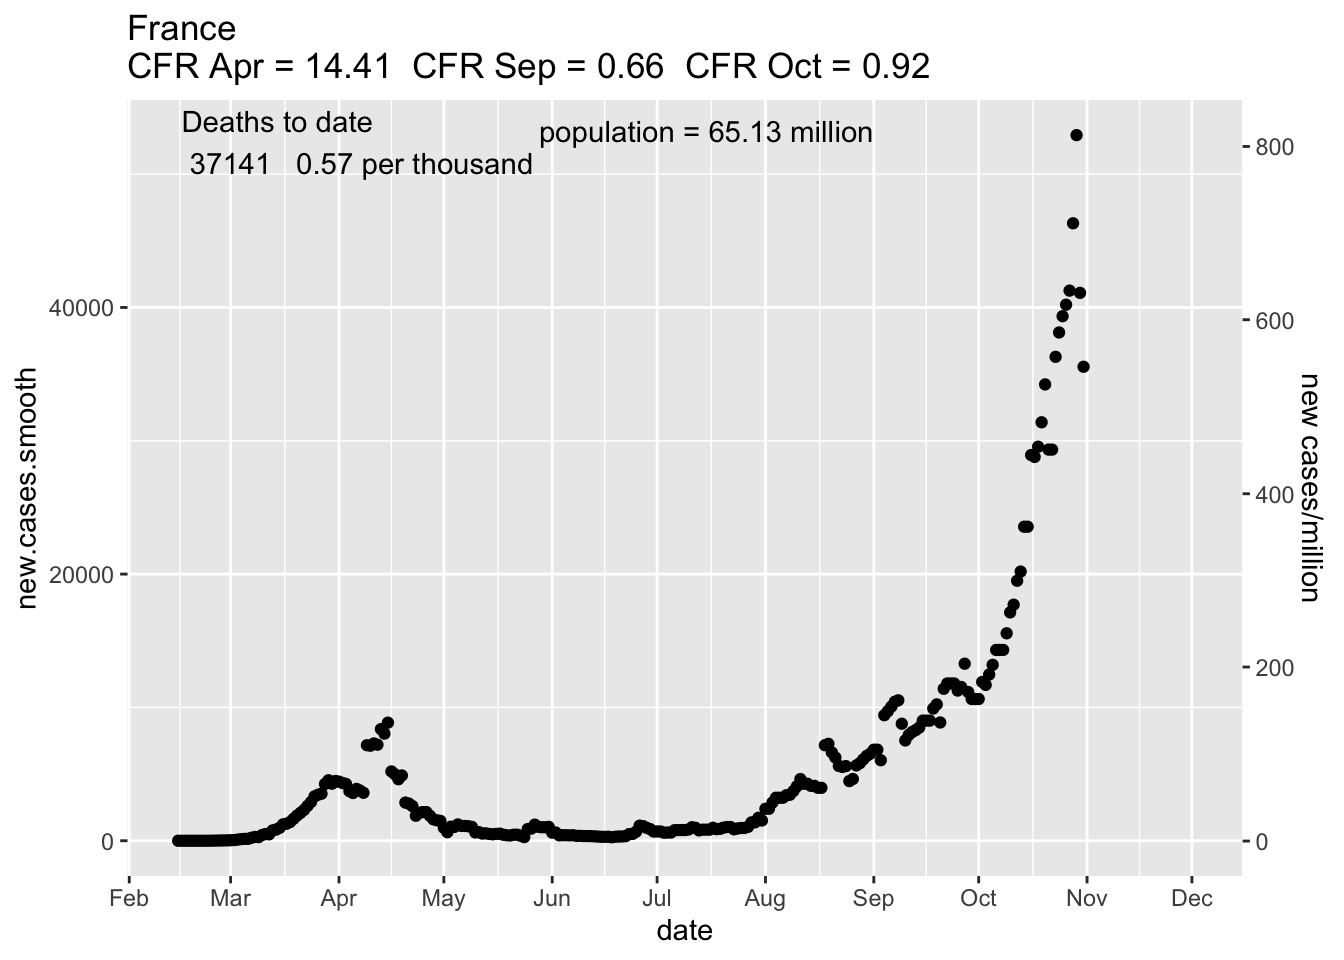 France
CFR Apr = 14.41  CFR Sep = 0.66  CFR Oct = 0.92
Deaths to date
37141   0.57 per thousand
population = 65.13 million
new.cases.smooth
40000
20000
0
800
600
400
200
0
new cases/million
Feb Mar Apr May Jun Jul Aug Sep Oct Nov Dec
date